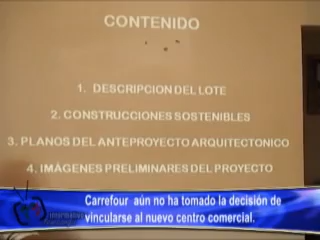 CONTENIDO
1. DESCRIPCION DEL LOTE
2. CONSTRUCCIONES SOSTENIBLES
3. PLANOS DEL ANTEPROYECTO ARQUITECTONICO
4. IMÁGENES PRELIMINARES DEL PROYECTO
Carrefour aún no ha tomado la decisión de
vincularse al nuevo centro comercial.